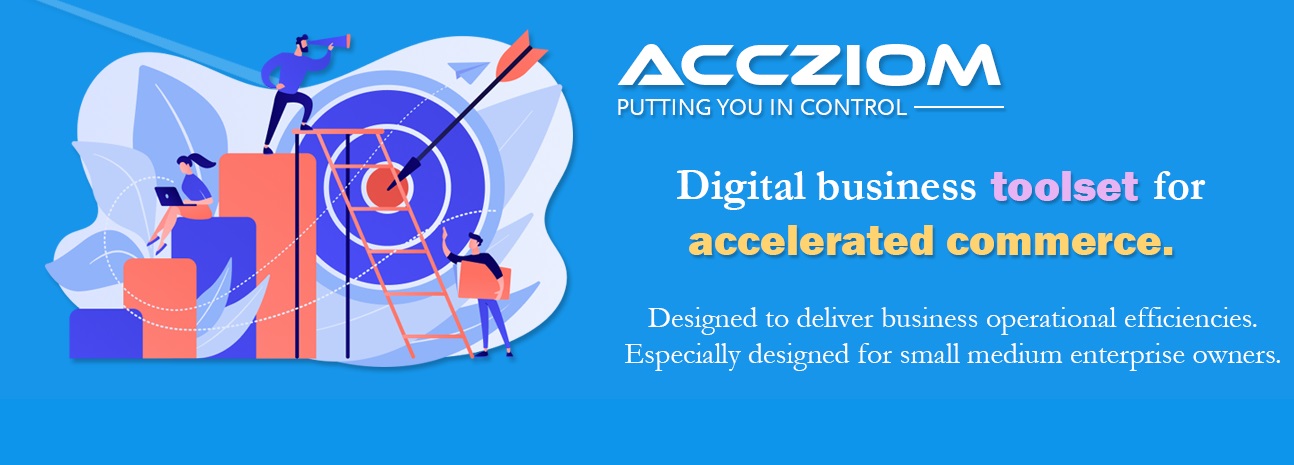 ACCZIOM
PUTTING YOU IN CONTROL
Digital business toolset for
accelerated commerce.
Designed to deliver business operational efficiencies.
Especially designed for small medium enterprise owners.